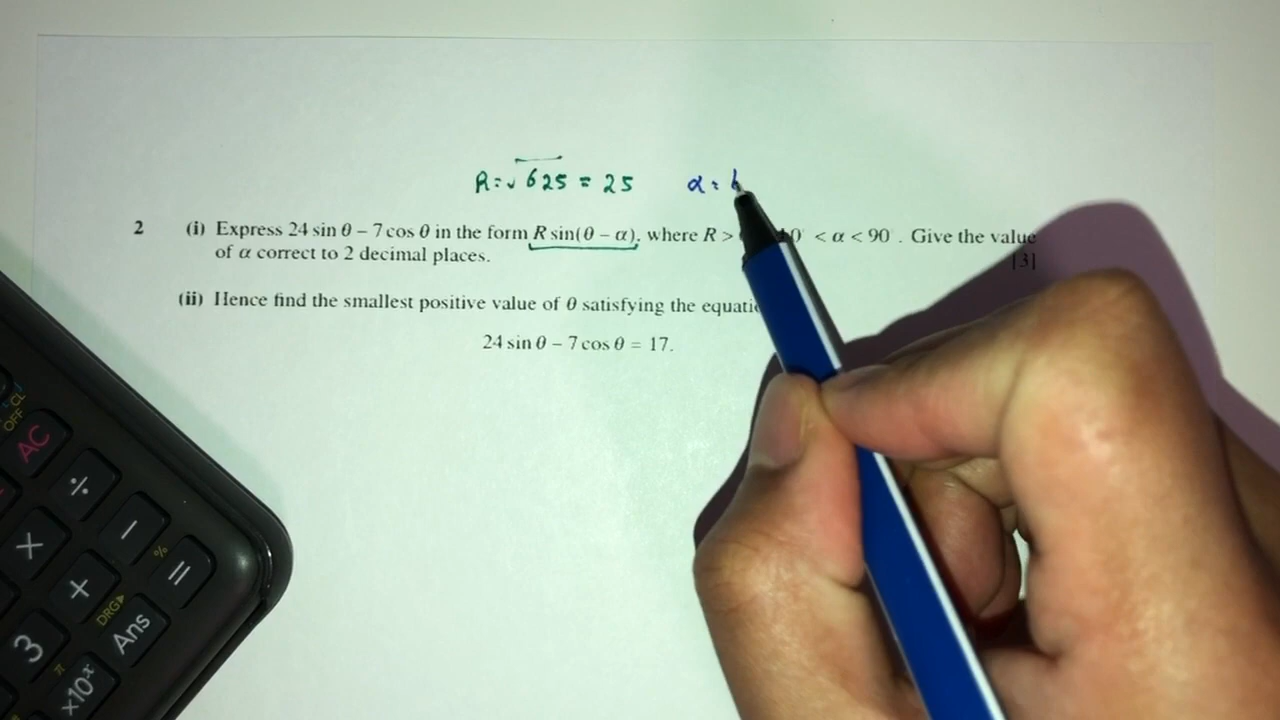 R = √625 = 25 α =
2 (i) Express 24 sin θ – 7 cos θ in the form R sin(θ – α), where R > 0° < α < 90°. Give the value
of α correct to 2 decimal places. [3]
(ii) Hence find the smallest positive value of θ satisfying the
24 sin θ – 7 cos θ = 17.
CL
OFF
AC
÷
×
−
+
%
=
3
DRG▶
Ans
π
×10ˣ